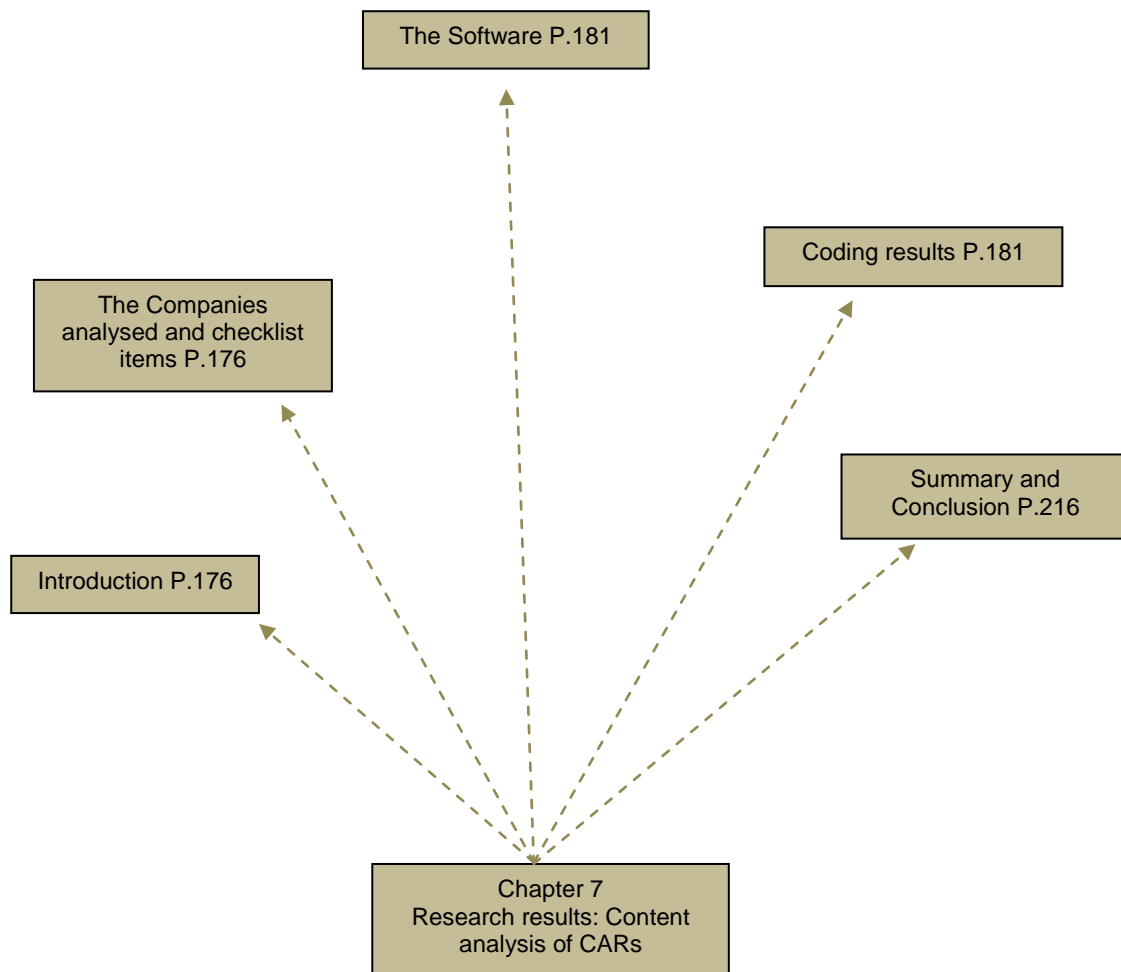 The Software P.181
Coding results P.181
The Companies
analysed and checklist
items P.176
Summary and
Conclusion P.216
Introduction P.176
Chapter 7
Research results: Content
analysis of CARs